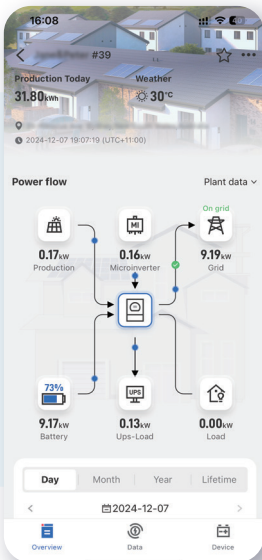 16:08
#39
Production Today
Weather
31.80kWh
30°C
2024-12-07 19:07:19 (UTC+11:00)
Power flow
Plant data
On grid
MI
0.17kW
0.16kW
9.19kW
Production
Microinverter
Grid
73%
UPS
9.17kW
0.13kW
0.00kW
Battery
Ups-Load
Load
Day
Month
Year
Lifetime
<
2024-12-07
>
Overview
Data
Device